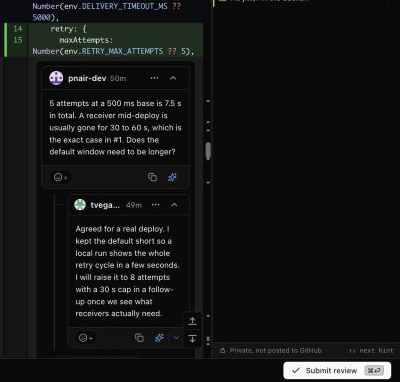 Number(env.DELIVERY_TIMEOUT_MS ??
5000),
14 retry: {
15 maxAttempts:
Number(env.RETRY_MAX_ATTEMPTS ?? 5),
pnair-dev 50m
5 attempts at a 500 ms base is 7.5 s
in total. A receiver mid-deploy is
usually gone for 30 to 60 s, which is
the exact case in #1. Does the
default window need to be longer?
tvega... 49m
Agreed for a real deploy. I
kept the default short so a
local run shows the whole
retry cycle in a few seconds.
I will raise it to 8 attempts
with a 30 s cap in a follow-
up once we see what
receivers actually need.
Private, not posted to GitHub
↑↓ next hint
Submit review